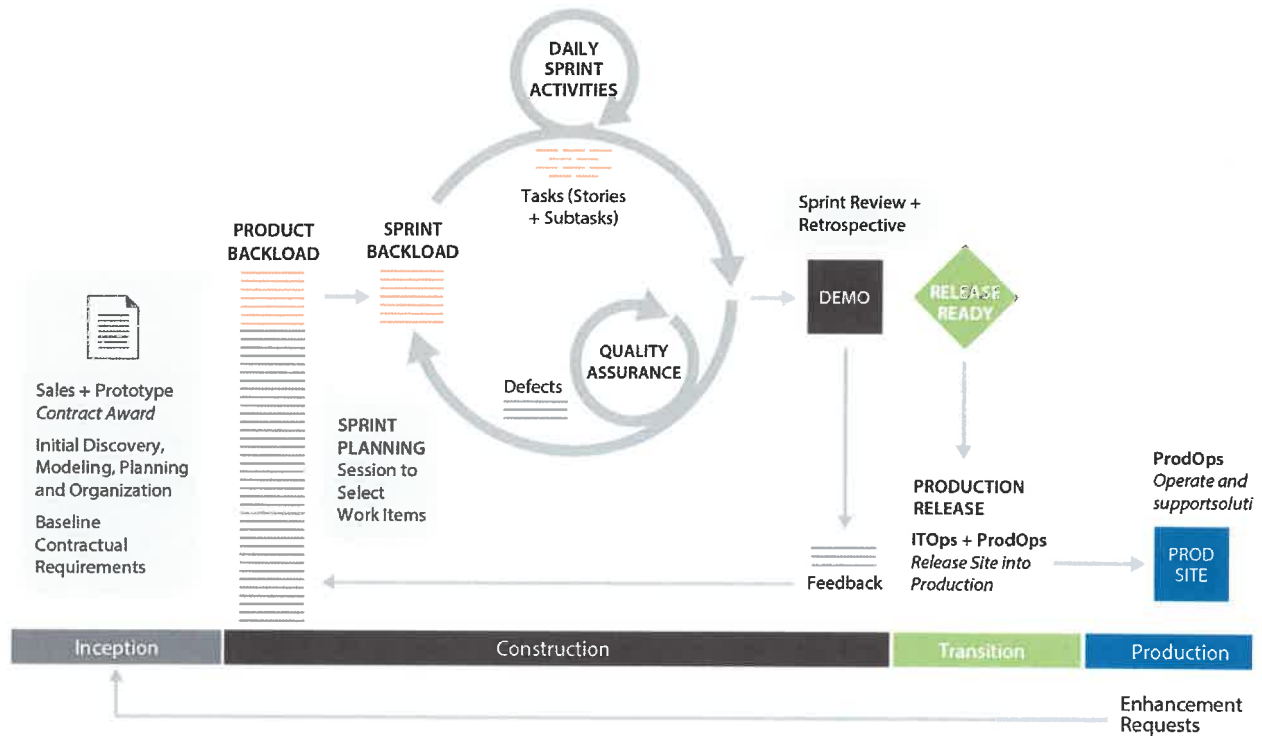 DAILY
SPRINT
ACTIVITIES
Tasks (Stories
+ Subtasks)
Sprint Review +
Retrospective
PRODUCT
BACKLOAD
SPRINT
BACKLOAD
DEMO
RELEASE
READY
QUALITY
ASSURANCE
Defects
Sales + Prototype
Contract Award
Initial Discovery,
Modeling, Planning
and Organization
Baseline
Contractual
Requirements
SPRINT
PLANNING
Session to
Select
Work Items
PRODUCTION
RELEASE
ITOps + ProdOps
Release Site into
Production
Feedback
ProdOps
Operate and
supportsoluti
PROD
SITE
Inception
Construction
Transition
Production
Enhancement
Requests